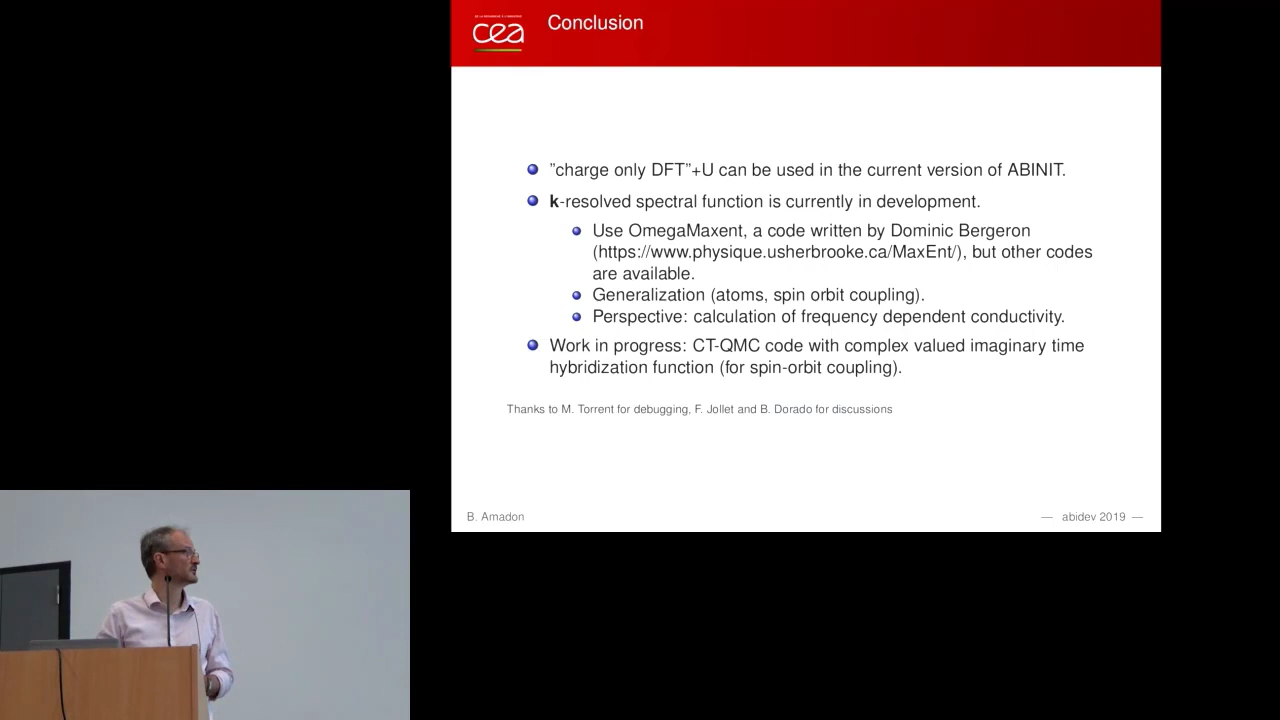 cea
Conclusion
"charge only DFT"+U can be used in the current version of ABINIT.
k-resolved spectral function is currently in development.
Use OmegaMaxent, a code written by Dominic Bergeron
(https://www.physique.usherbrooke.ca/MaxEnt/), but other codes
are available.
Generalization (atoms, spin orbit coupling).
Perspective: calculation of frequency dependent conductivity.
Work in progress: CT-QMC code with complex valued imaginary time
hybridization function (for spin-orbit coupling).
Thanks to M. Torrent for debugging, F. Jollet and B. Dorado for discussions
B. Amadon
— abidev 2019 —